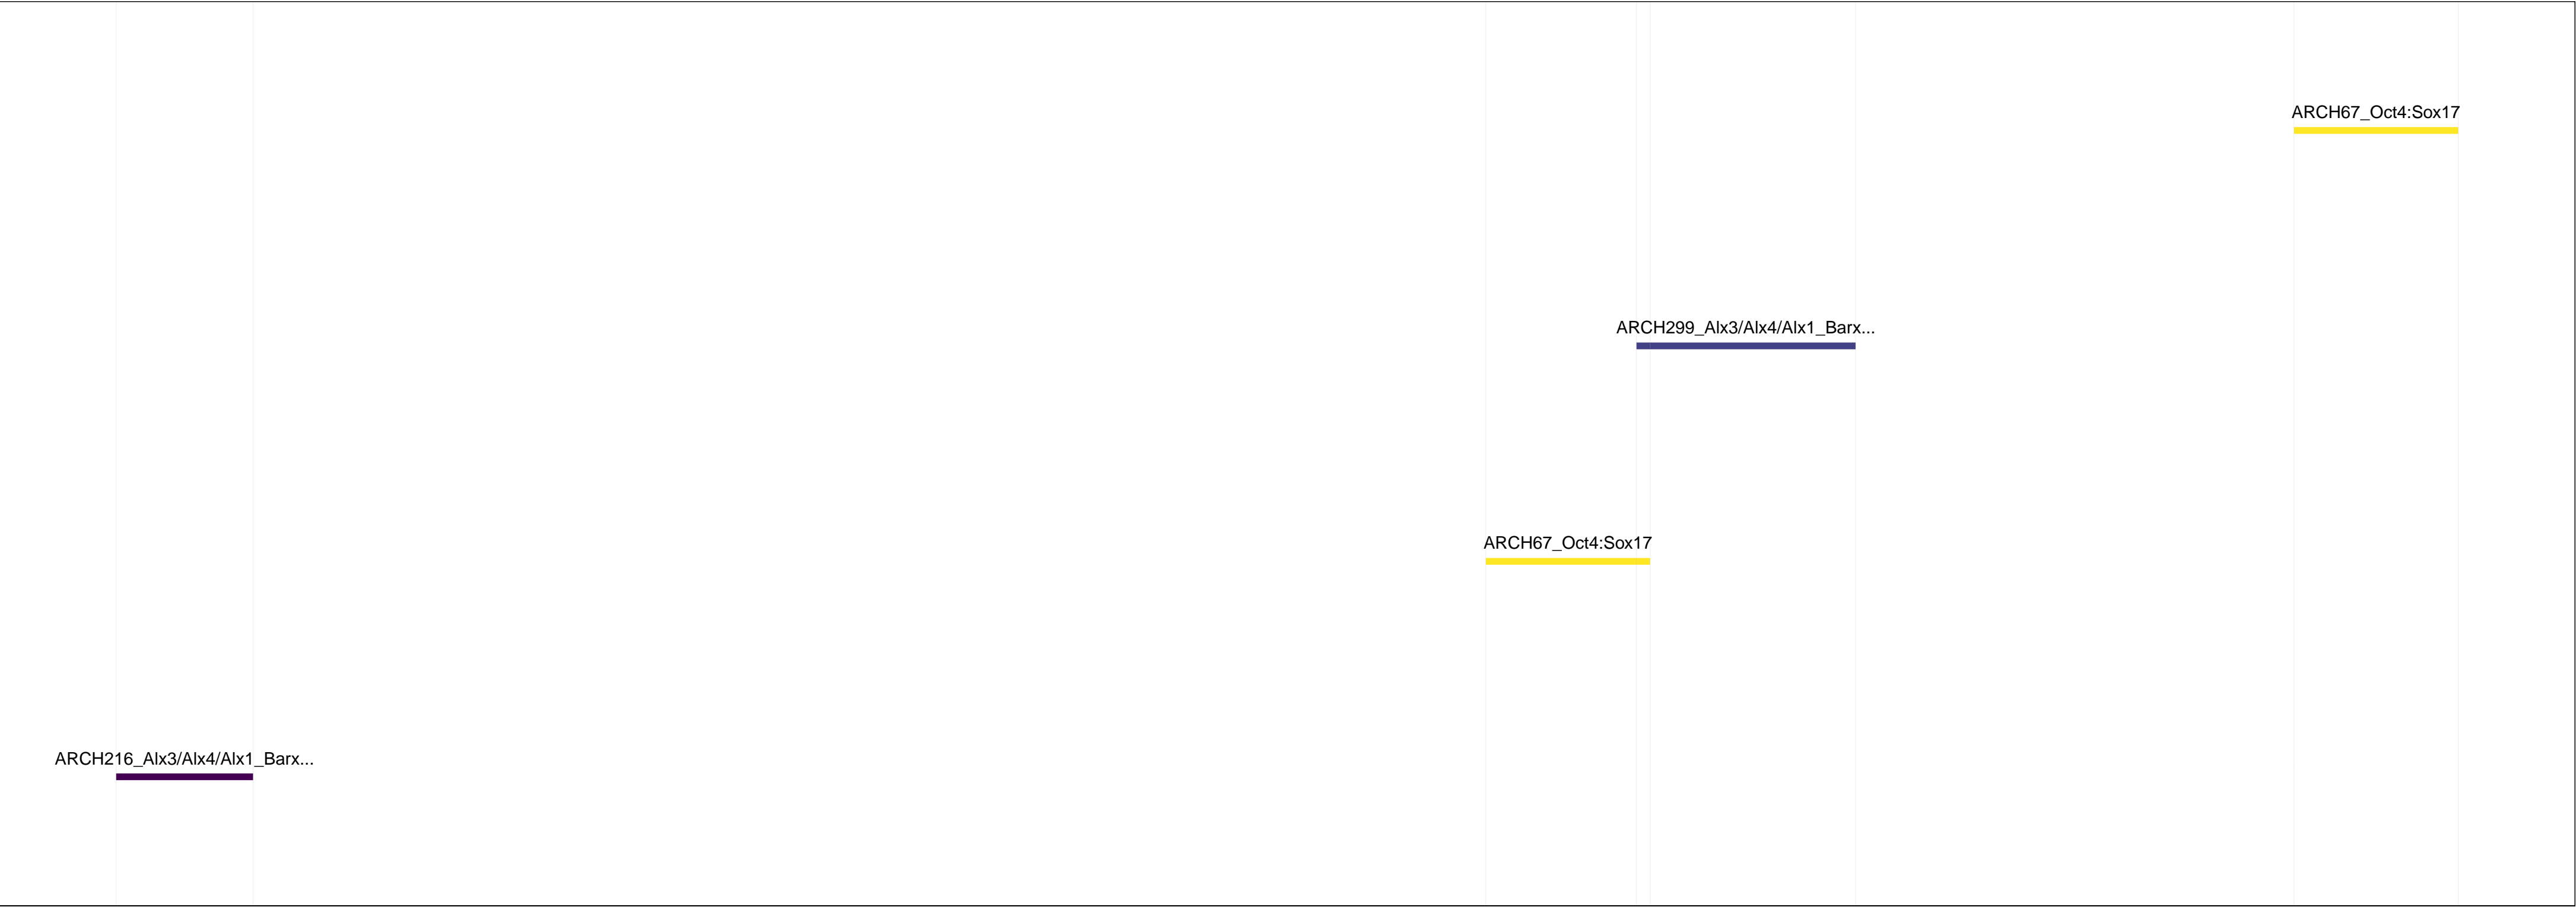 ARCH67_Oct4:Sox17
ARCH299_Alx3/Alx4/Alx1_Barx...
ARCH67_Oct4:Sox17
ARCH216_Alx3/Alx4/Alx1_Barx...